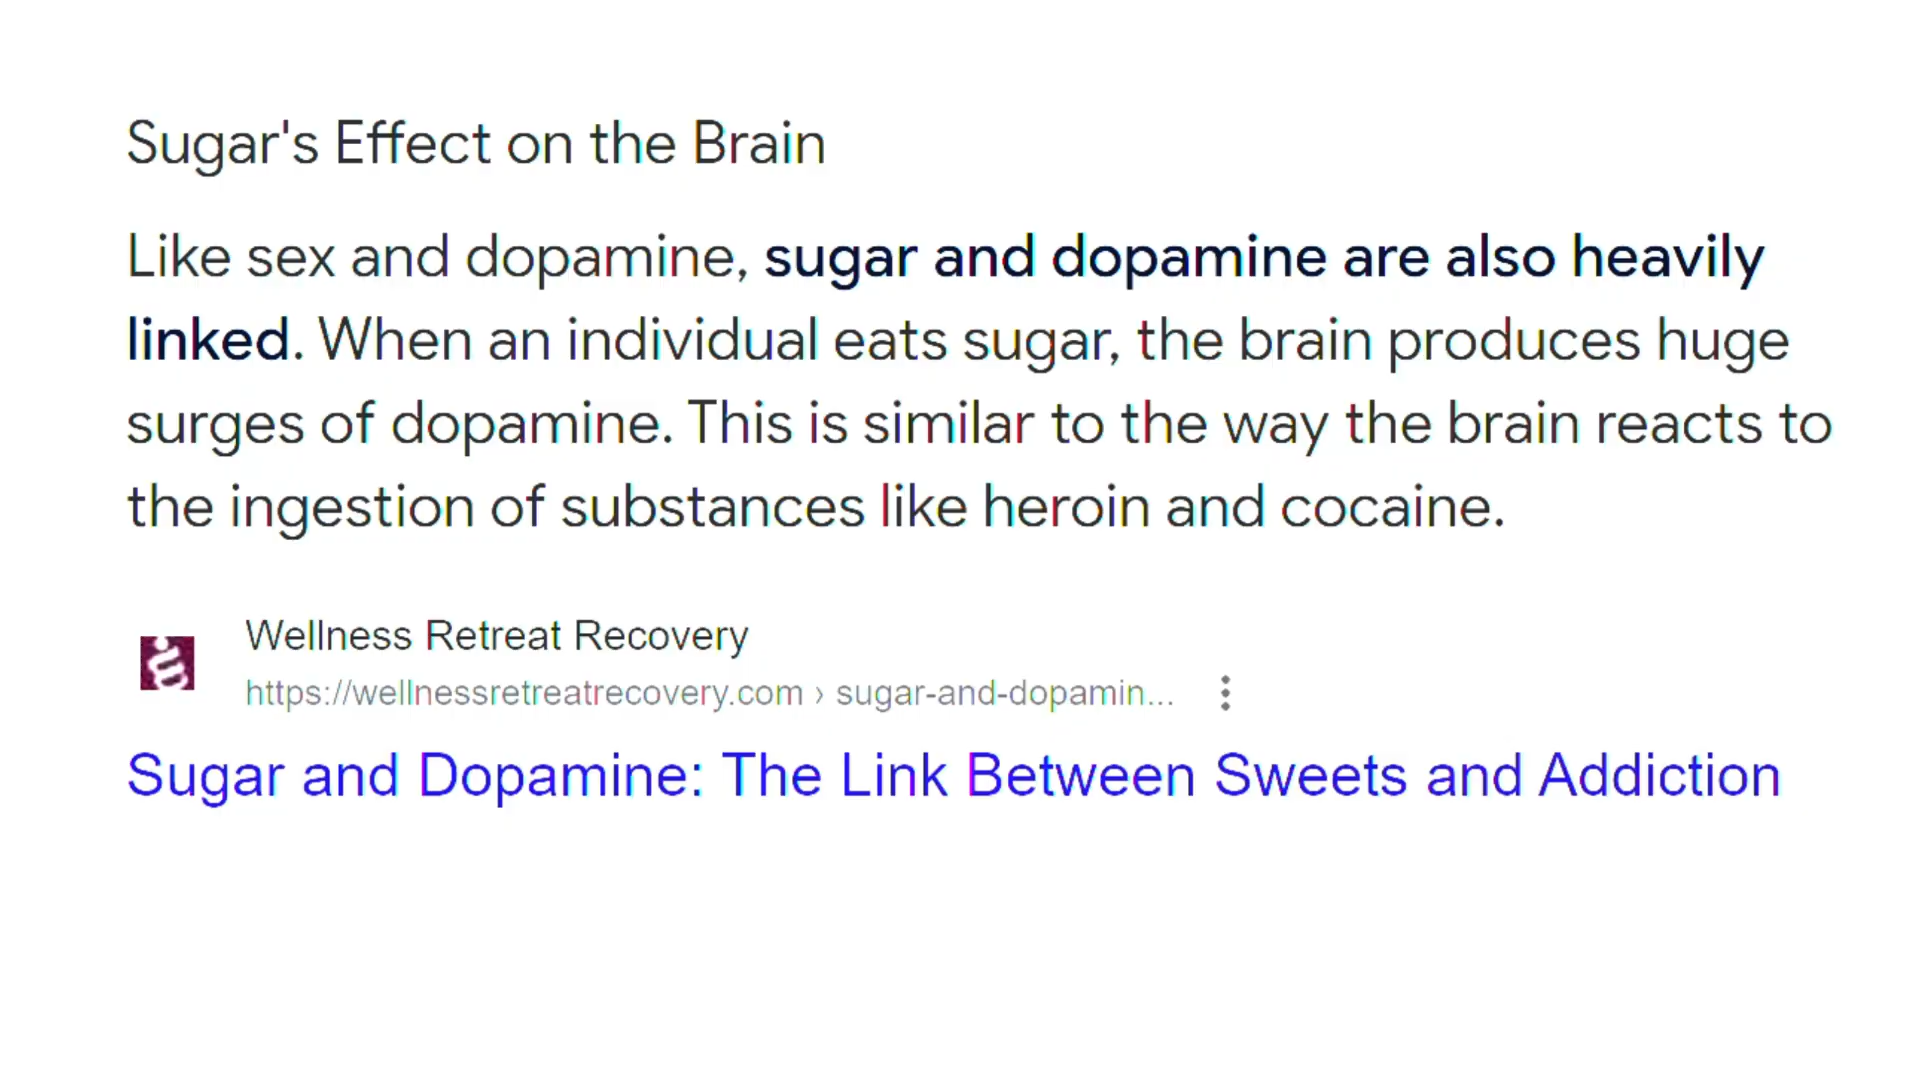 Sugar's Effect on the Brain
Like sex and dopamine, sugar and dopamine are also heavily
linked. When an individual eats sugar, the brain produces huge
surges of dopamine. This is similar to the way the brain reacts to
the ingestion of substances like heroin and cocaine.
Wellness Retreat Recovery
https://wellnessretreatrecovery.com › sugar-and-dopamin...
Sugar and Dopamine: The Link Between Sweets and Addiction